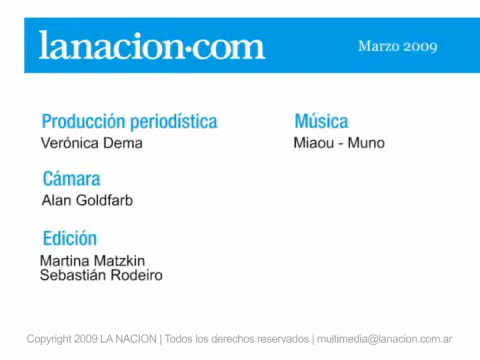 lanacion.com
Marzo 2009
Producción periodística
Verónica Dema
Música
Miaou - Muno
Cámara
Alan Goldfarb
Edición
Martina Matzkin
Sebastián Rodeiro
Copyright 2009 LA NACION | Todos los derechos reservados | multimedia@lanacion.com.ar